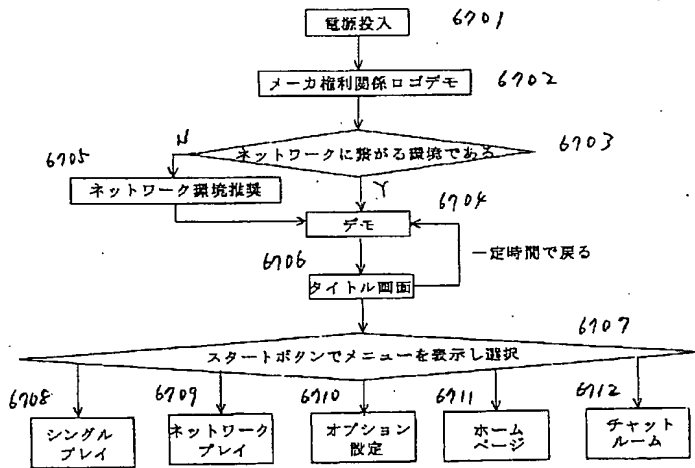 電源投入 6701
メーカ権利関係ロゴデモ 6702
ネットワークに繋がる環境である 6703
N
Y
6705
ネットワーク環境推奨
デモ 6704
一定時間で戻る
6706
タイトル画面
6707
スタートボタンでメニューを表示し選択
6708
シングル
プレイ
6709
ネットワーク
プレイ
6710
オプション
設定
6711
ホーム
ページ
6712
チャット
ルーム